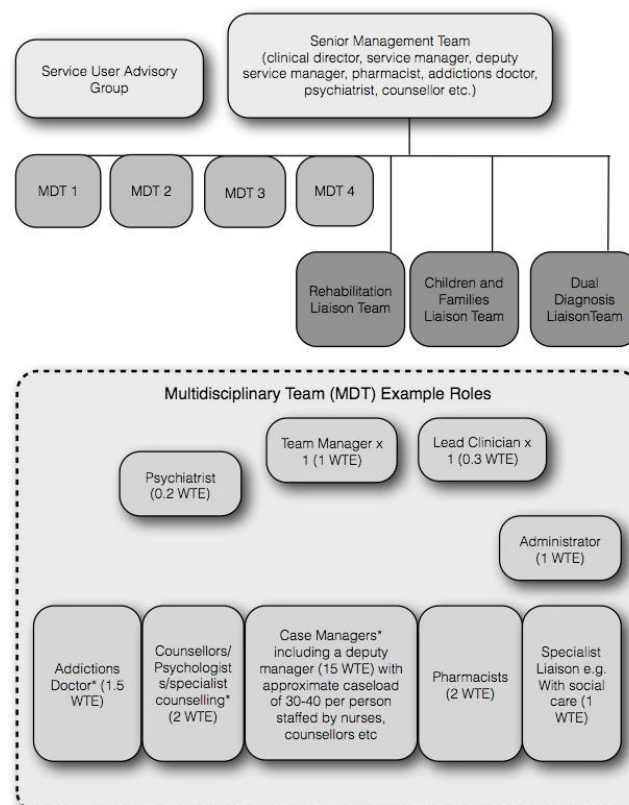 Service User Advisory
Group
Senior Management Team
(clinical director, service manager, deputy
service manager, pharmacist, addictions doctor,
psychiatrist, counsellor etc.)
MDT 1
MDT 2
MDT 3
MDT 4
Rehabilitation
Liaison Team
Children and
Families
Liaison Team
Dual
Diagnosis
LiaisonTeam
Multidisciplinary Team (MDT) Example Roles
Psychiatrist
(0.2 WTE)
Team Manager x
1 (1 WTE)
Lead Clinician x
1 (0.3 WTE)
Administrator
(1 WTE)
Addictions
Doctor* (1.5
WTE)
Counsellors/
Psychologist
s/specialist
counselling*
(2 WTE)
Case Managers*
including a deputy
manager (15 WTE) with
approximate caseload
of 30-40 per person
staffed by nurses,
counsellors etc
Pharmacists
(2 WTE)
Specialist
Liaison e.g.
With social
care (1
WTE)